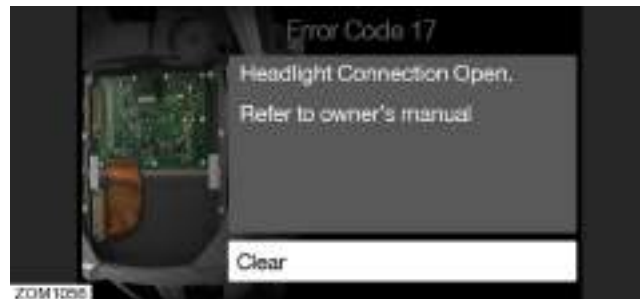 Error Code 17
Headlight Connection Open.
Refer to owner's manual
Clear
ZOM1056